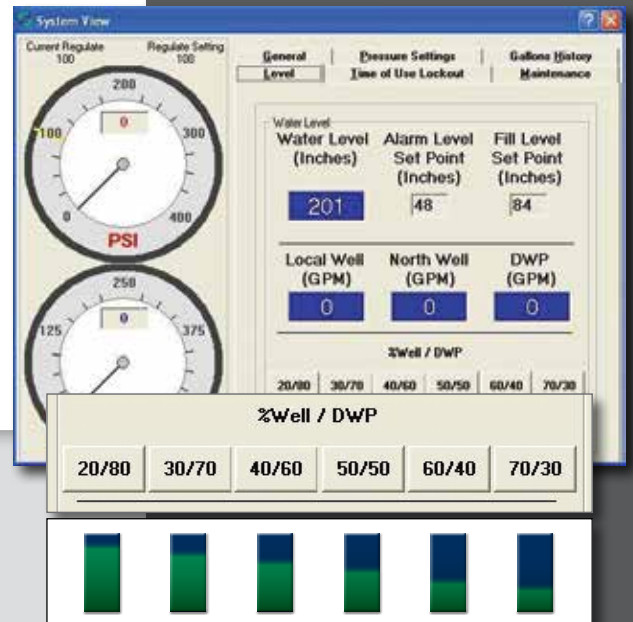 System View
Current Regulate Regulate Setting
100 100
200
0
100 300
0 400
PSI
250
0
125 375
General Pressure Settings Gallons History
Level Time of Use Lockout Maintenance
Water Level
Water Level (Inches) Alarm Level Set Point (Inches) Fill Level Set Point (Inches)
201 48 84
Local Well (GPM) North Well (GPM) DWP (GPM)
0 0 0
%Well / DWP
20/80 30/70 40/60 50/50 60/40 70/30
%Well / DWP
20/80 30/70 40/60 50/50 60/40 70/30